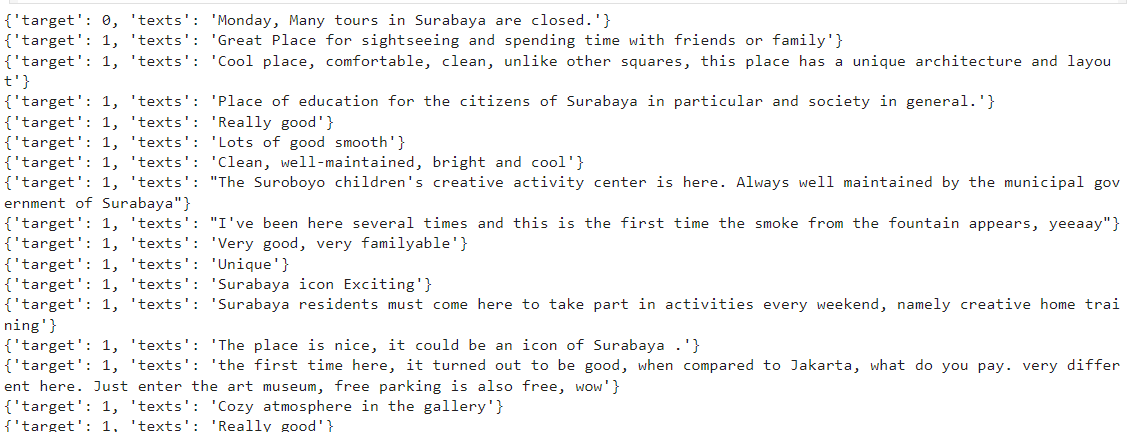 {'target': 0, 'texts': 'Monday, Many tours in Surabaya are closed.'}
{'target': 1, 'texts': 'Great Place for sightseeing and spending time with friends or family'}
{'target': 1, 'texts': 'Cool place, comfortable, clean, unlike other squares, this place has a unique architecture and layou
t'}
{'target': 1, 'texts': 'Place of education for the citizens of Surabaya in particular and society in general.'}
{'target': 1, 'texts': 'Really good'}
{'target': 1, 'texts': 'Lots of good smooth'}
{'target': 1, 'texts': 'Clean, well-maintained, bright and cool'}
{'target': 1, 'texts': "The Suroboyo children's creative activity center is here. Always well maintained by the municipal gov
ernment of Surabaya"}
{'target': 1, 'texts': "I've been here several times and this is the first time the smoke from the fountain appears, yeeaay"}
{'target': 1, 'texts': 'Very good, very familyable'}
{'target': 1, 'texts': 'Unique'}
{'target': 1, 'texts': 'Surabaya icon Exciting'}
{'target': 1, 'texts': 'Surabaya residents must come here to take part in activities every weekend, namely creative home trai
ning'}
{'target': 1, 'texts': 'The place is nice, it could be an icon of Surabaya .'}
{'target': 1, 'texts': 'the first time here, it turned out to be good, when compared to Jakarta, what do you pay. very differ
ent here. Just enter the art museum, free parking is also free, wow'}
{'target': 1, 'texts': 'Cozy atmosphere in the gallery'}
{'target': 1, 'texts': 'Really good'}